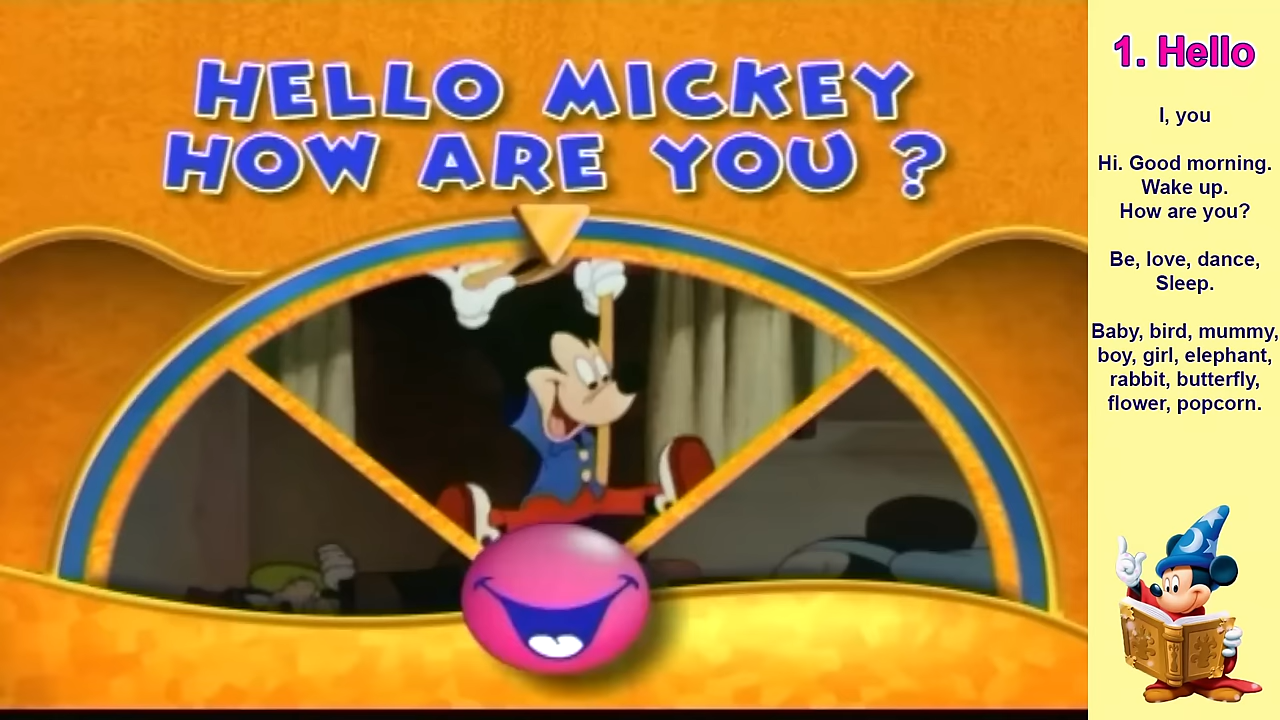 HELLO MICKEY
HOW ARE YOU ?
1. Hello
I, you
Hi. Good morning.
Wake up.
How are you?
Be, love, dance,
Sleep.
Baby, bird, mummy,
boy, girl, elephant,
rabbit, butterfly,
flower, popcorn.